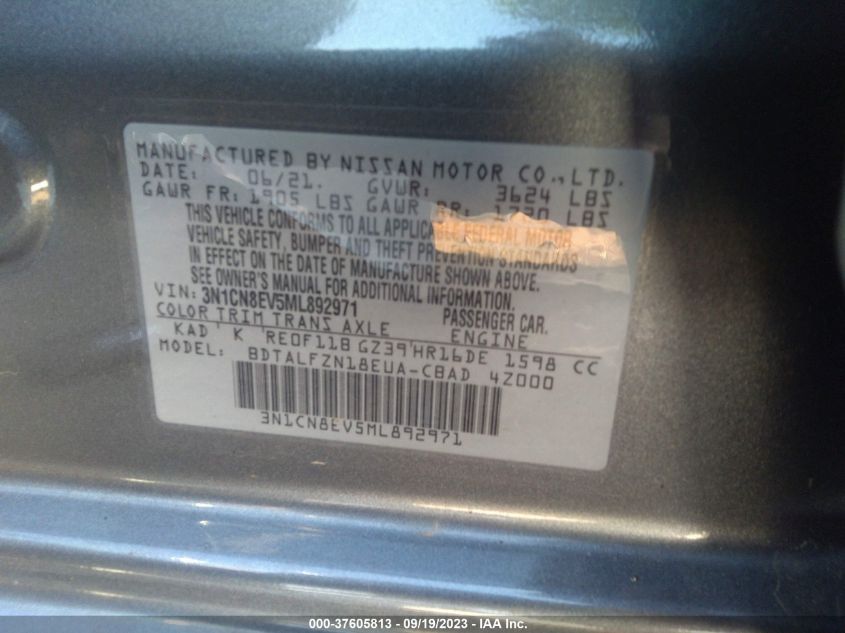 MANUFACTURED BY NISSAN MOTOR CO.,LTD.
DATE: 06/21. GVWR: 3624 LBS
GAWR FR: 1905 LBS GAWR RR: 1730 LBS
THIS VEHICLE CONFORMS TO ALL APPLICABLE FEDERAL MOTOR
VEHICLE SAFETY, BUMPER AND THEFT PREVENTION STANDARDS
IN EFFECT ON THE DATE OF MANUFACTURE SHOWN ABOVE.
SEE OWNER'S MANUAL FOR ADDITIONAL INFORMATION.
VIN: 3N1CN8EV5ML892971 PASSENGER CAR.
COLOR TRIM TRANS AXLE ENGINE
KAD' K 'RE0F11B GZ39'HR16DE 1598 CC
MODEL: BDTALFZN18EUA-CBAD 4Z000
3N1CN8EV5ML892971
000-37605813 - 09/19/2023 - IAA Inc.